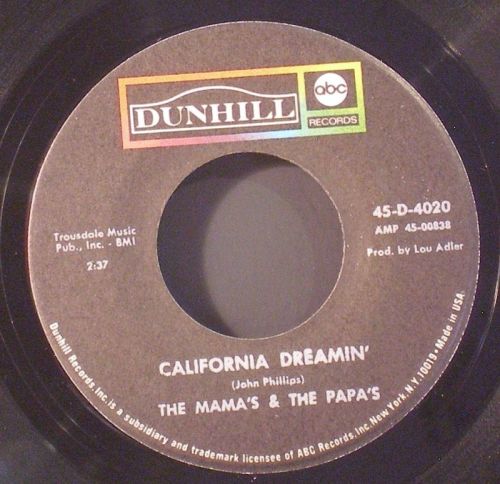 DUNHILL
abc
RECORDS
45-D-4020
AMP 45-00838
Trousdale Music
Pub., Inc. - BMI
Prod. by Lou Adler
2:37
CALIFORNIA DREAMIN'
(John Phillips)
THE MAMA'S & THE PAPA'S
Dunhill Records, Inc. is a subsidiary and trademark licensee of ABC Records, Inc. New York, N.Y. 10019 • Made in USA.